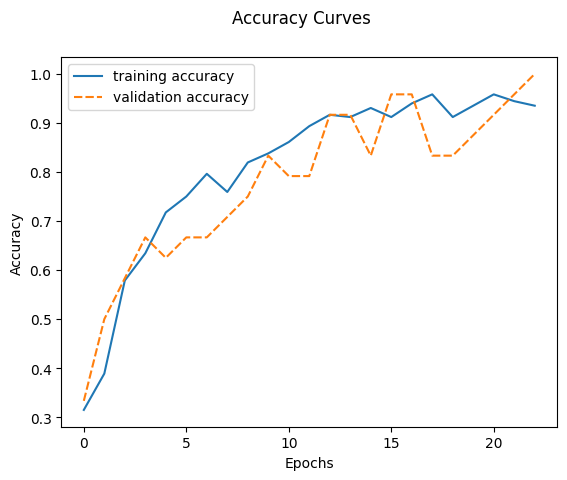 Accuracy Curves
training accuracy
validation accuracy
1.0
0.9
0.8
0.7
0.6
0.5
0.4
0.3
Accuracy
0 5 10 15 20
Epochs